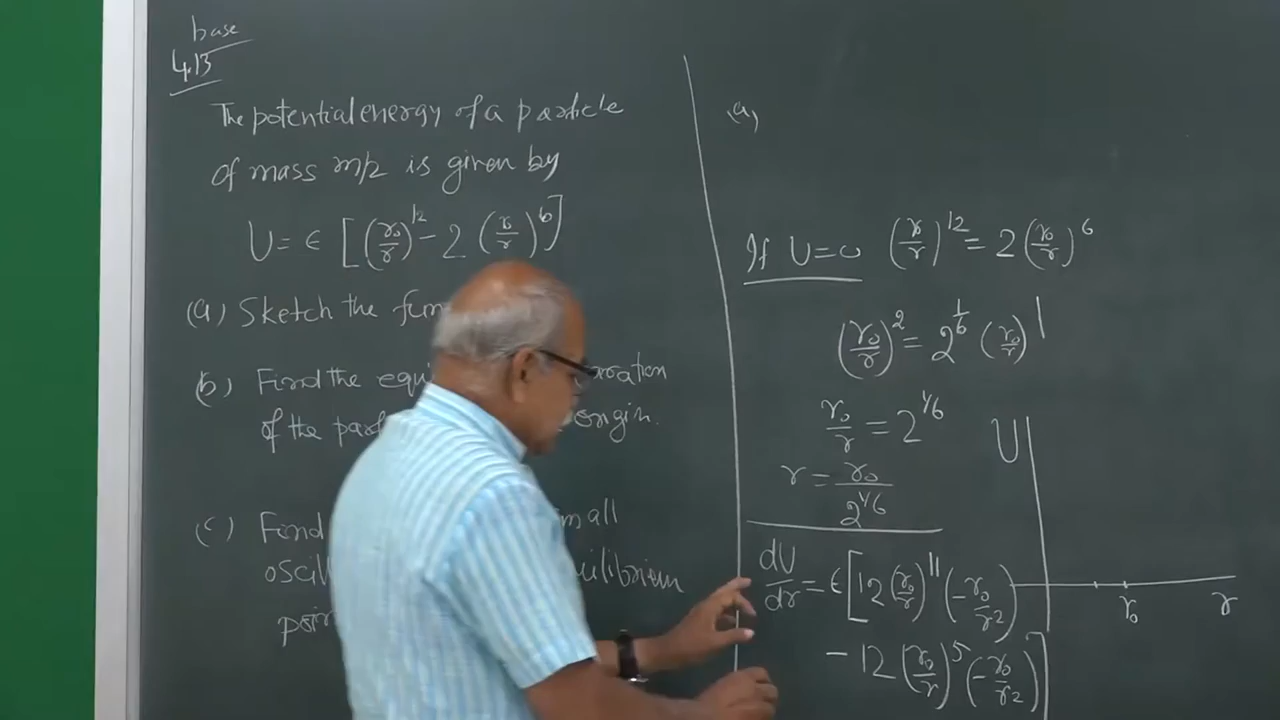 base
4.13
The potential energy of a particle
of mass m/2 is given by
U = ϵ [(r₀/r)¹² - 2 (r₀/r)⁶]
(a) Sketch the
(b) Find the
of the origin.
(c) Find small
point
(a)
If U=0 (r/r)¹² = 2(r₀/r)⁶
(r₀/r)² = 2^(1/6) (r₀/r)^1
r₀/r = 2^(1/6)
r = r₀/2^(1/6)
dU/dr = ϵ[12 (r₀/r)¹¹ (-r₀/r²)
- 12 (r₀/r)⁵ (-r₀/r²)]
U
r₀ r